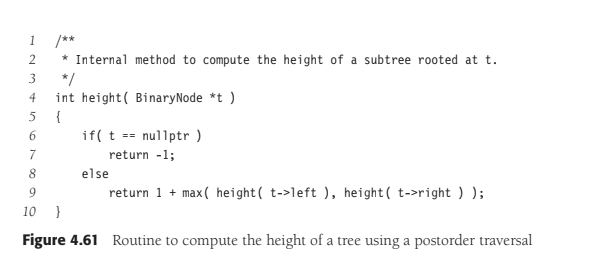 1 /**
2 * Internal method to compute the height of a subtree rooted at t.
3 */
4 int height( BinaryNode *t )
5 {
6 if( t == nullptr )
7 return -1;
8 else
9 return 1 + max( height( t->left ), height( t->right ) );
10 }
Figure 4.61 Routine to compute the height of a tree using a postorder traversal